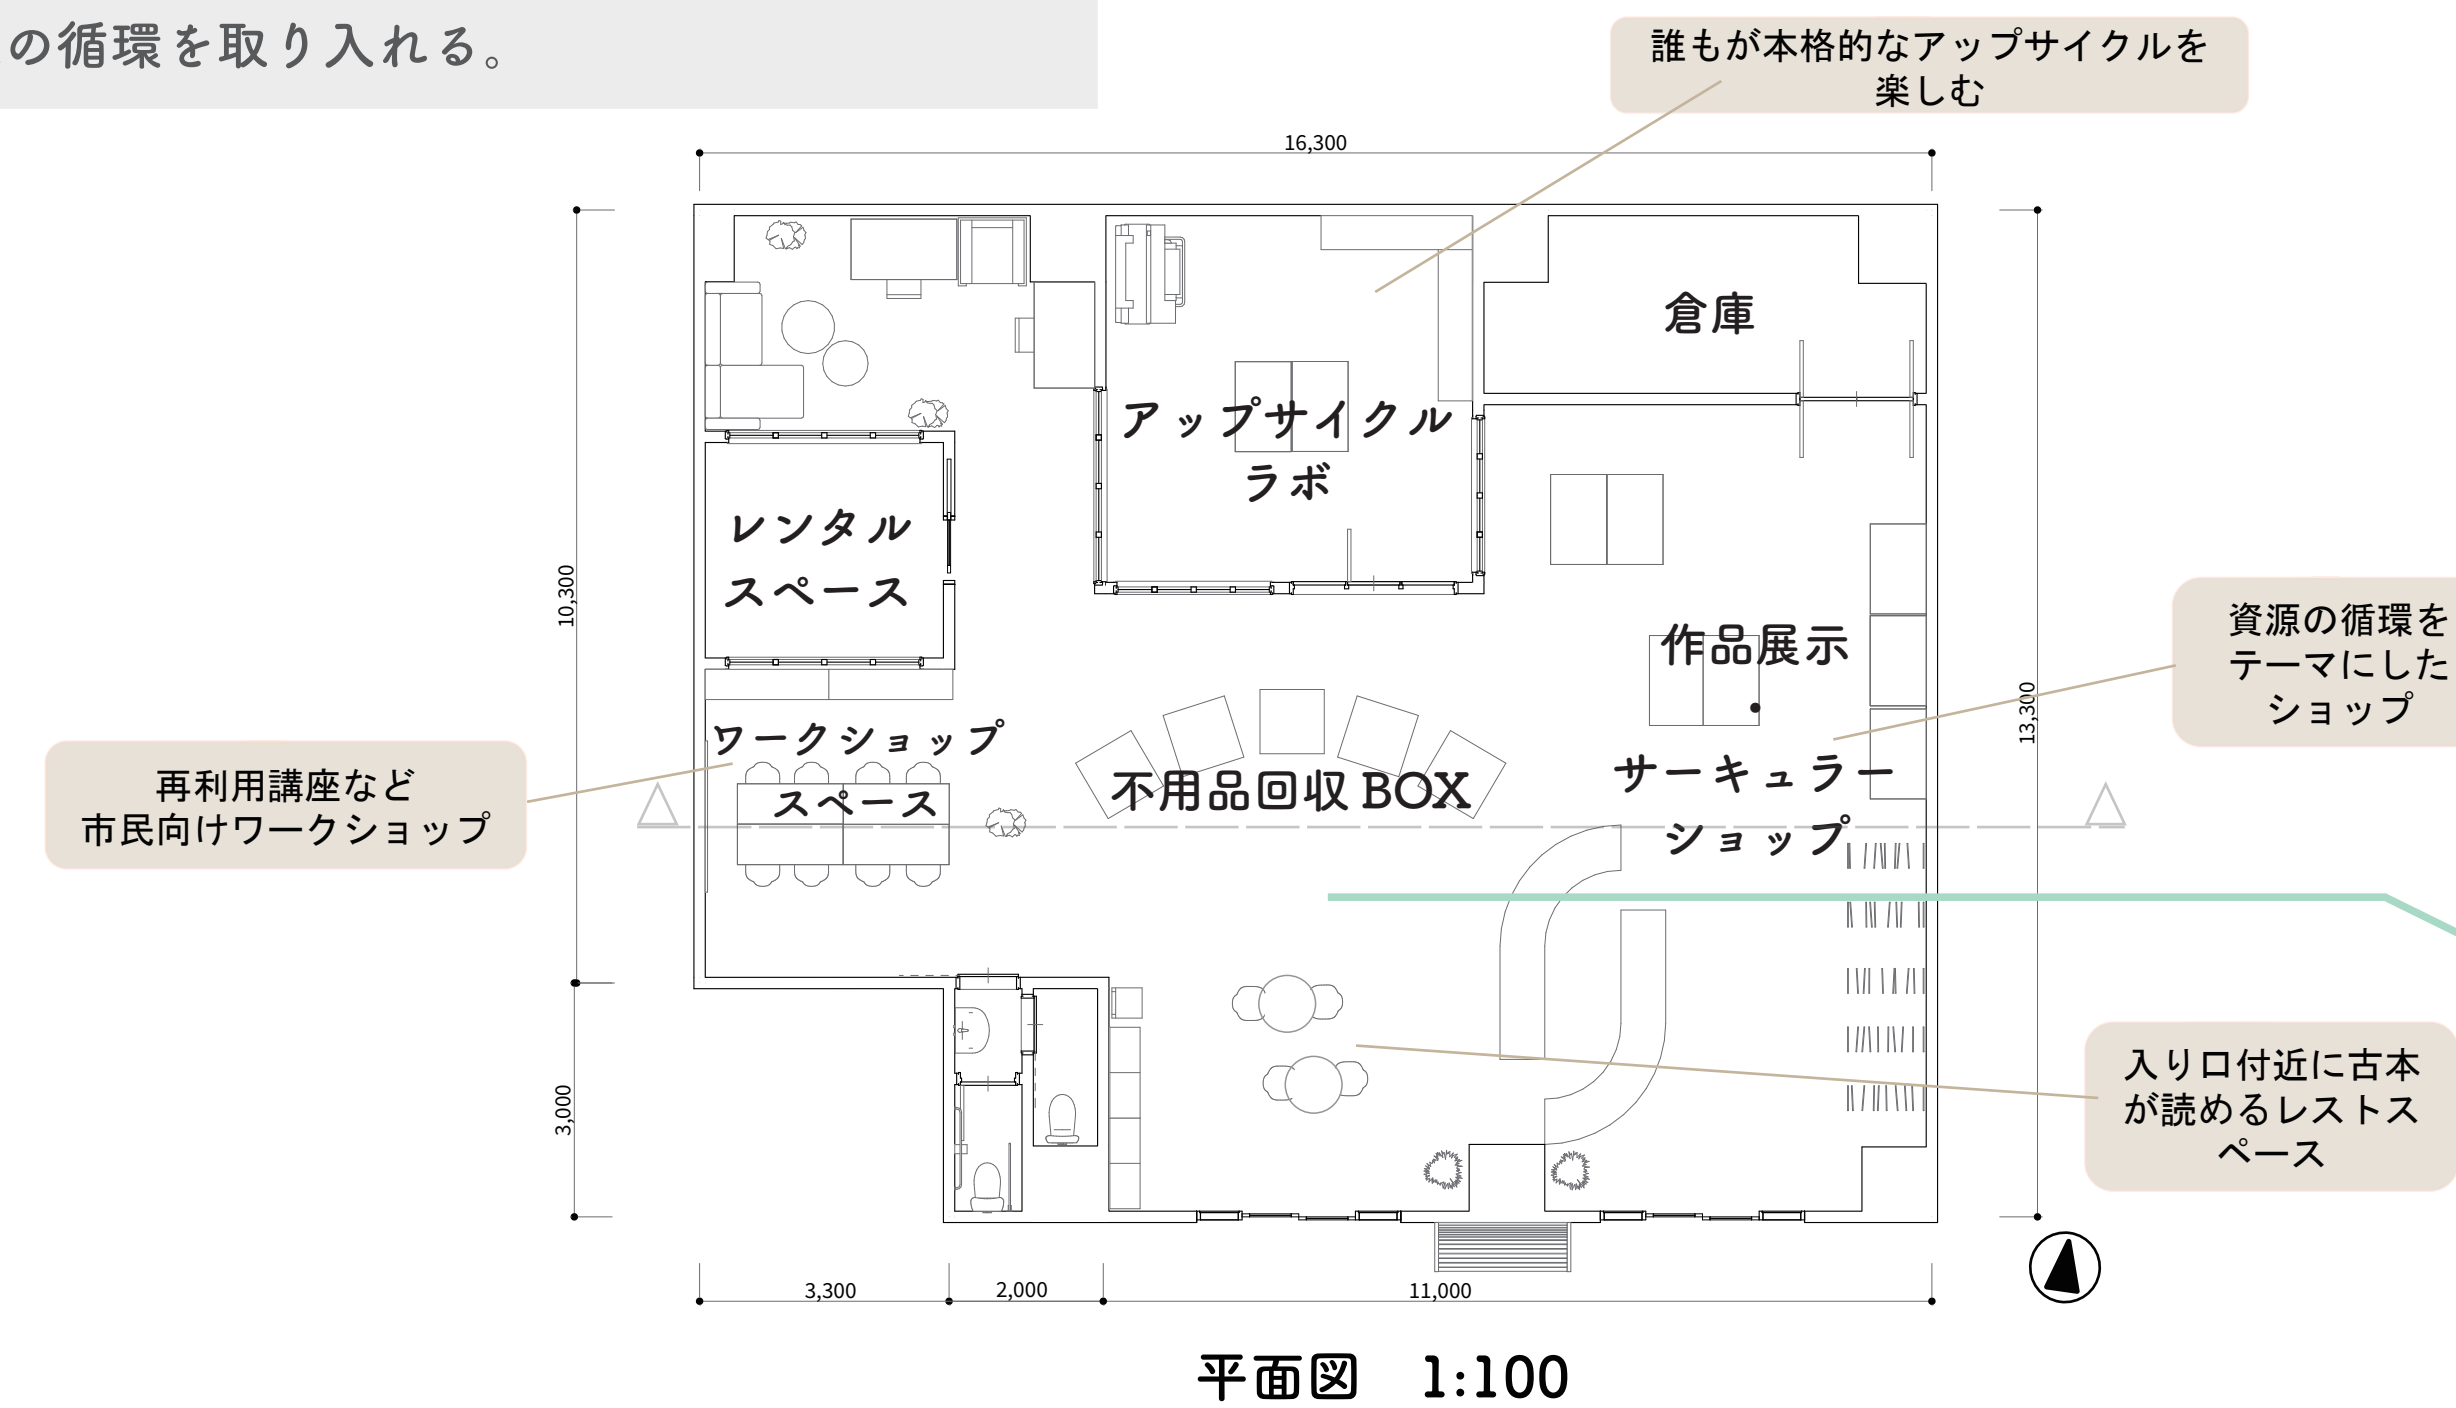 の循環を取り入れる。
誰もが本格的なアップサイクルを
楽しむ
16,300
倉庫
アップサイクル
ラボ
レンタル
スペース
10,300
作品展示
・
サーキュラー
ショップ
資源の循環を
テーマにした
ショップ
13,300
ワークショップ
スペース
不用品回収 BOX
再利用講座など
市民向けワークショップ
入り口付近に古本
が読めるレストス
ペース
3,000
3,300
2,000
11,000
平面図　1:100